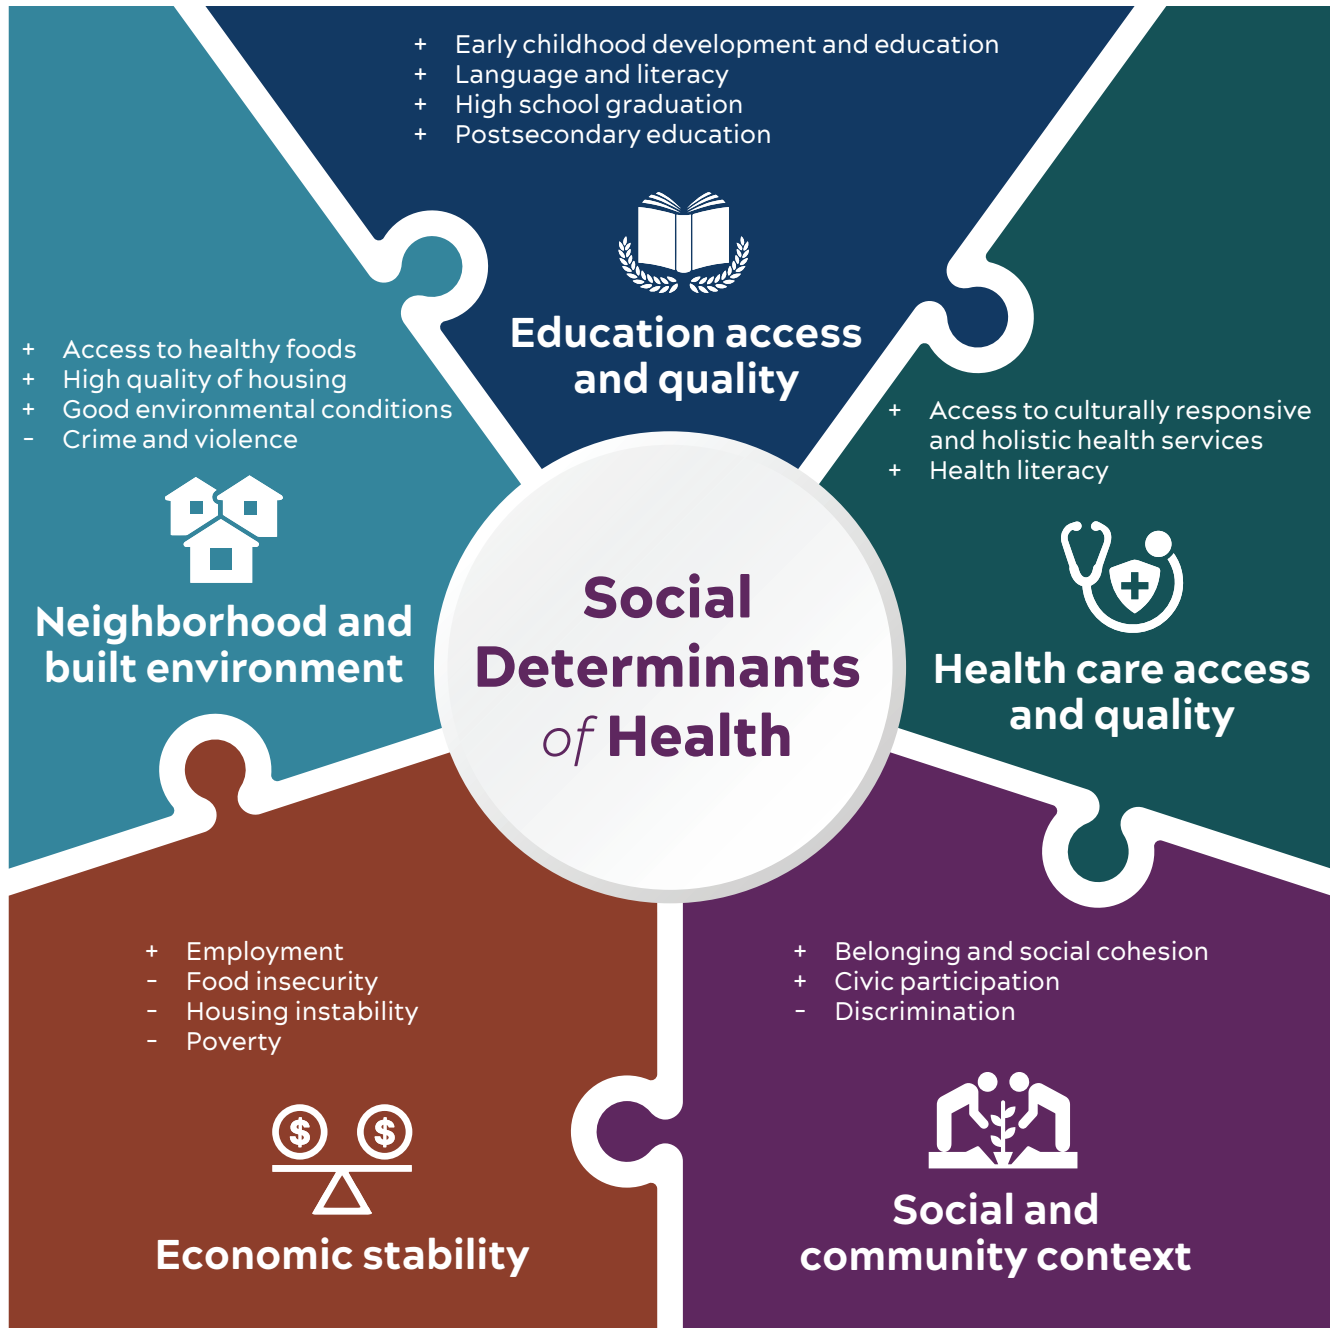 + Early childhood development and education
+ Language and literacy
+ High school graduation
+ Postsecondary education
Education access
and quality
+ Access to healthy foods
+ High quality of housing
+ Good environmental conditions
- Crime and violence
Neighborhood and
built environment
+ Access to culturally responsive
and holistic health services
+ Health literacy
Health care access
and quality
Social
Determinants
of Health
+ Employment
- Food insecurity
- Housing instability
- Poverty
$ $
Economic stability
+ Belonging and social cohesion
+ Civic participation
- Discrimination
Social and
community context